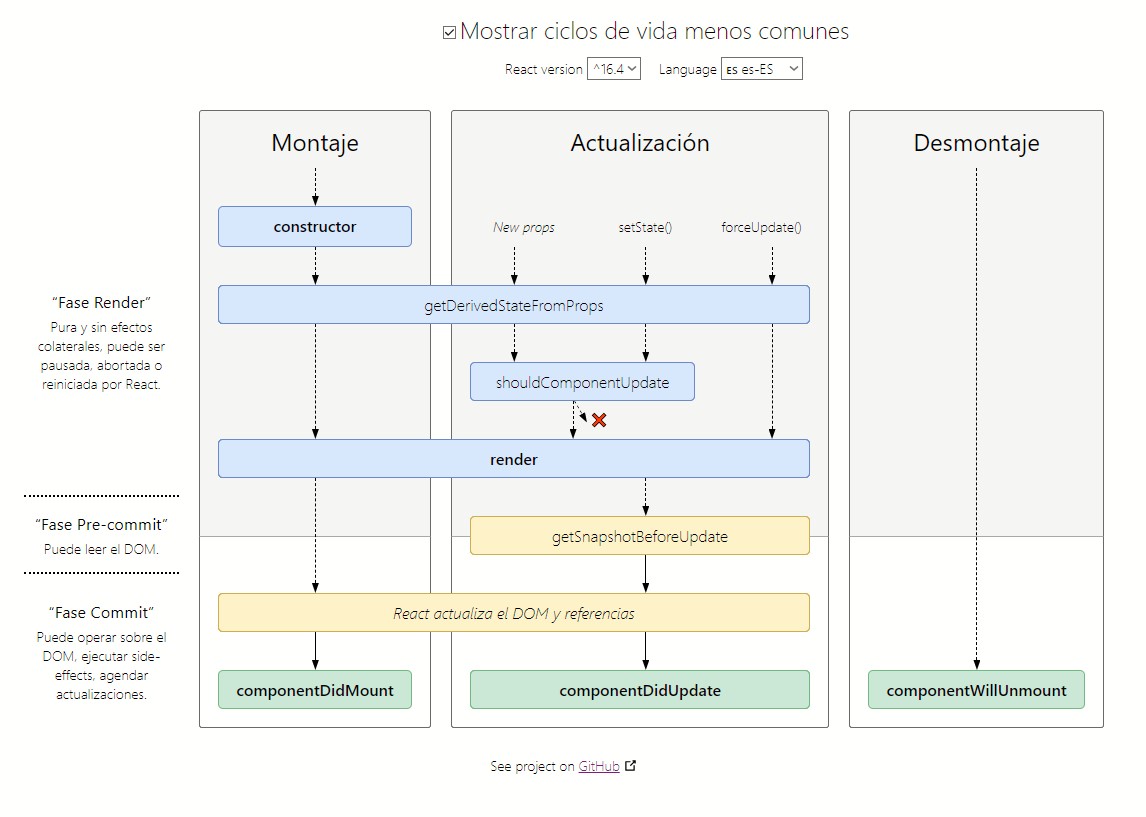 Mostrar ciclos de vida menos comunes
React version ^16.4 Language ES es-ES
Montaje
Actualización
Desmontaje
constructor
New props
setState()
forceUpdate()
“Fase Render”
Pura y sin efectos
colaterales, puede ser
pausada, abortada o
reiniciada por React.
getDerivedStateFromProps
shouldComponentUpdate
render
“Fase Pre-commit”
Puede leer el DOM.
getSnapshotBeforeUpdate
“Fase Commit”
Puede operar sobre el
DOM, ejecutar side-
effects, agendar
actualizaciones.
React actualiza el DOM y referencias
componentDidMount
componentDidUpdate
componentWillUnmount
See project on GitHub